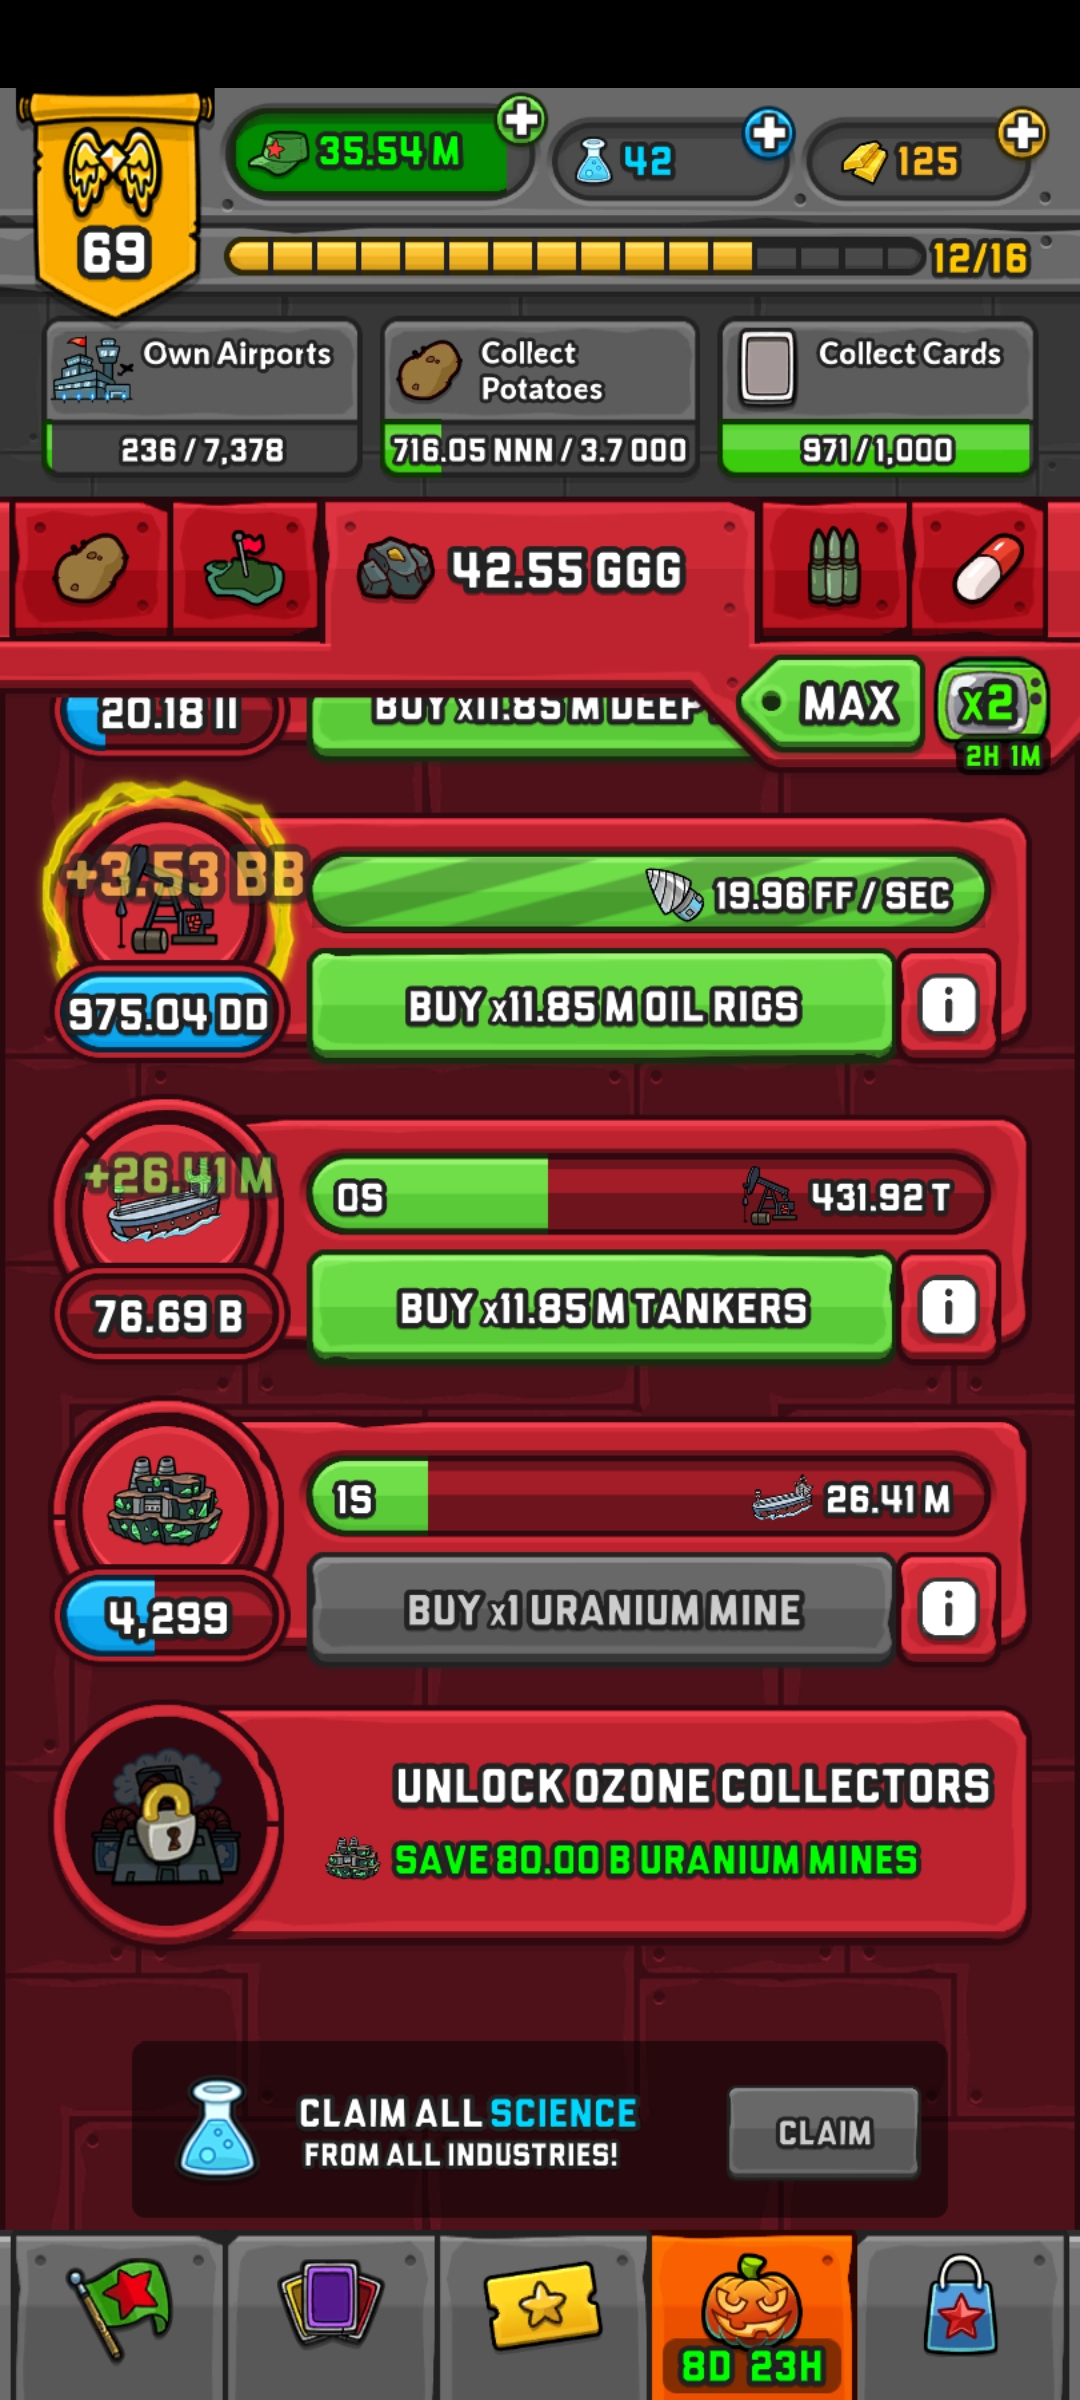 69
35.54 M
42
125
12/16
Own Airports
236 / 7,378
Collect
Potatoes
716.05 NNN / 3.7 OOO
Collect Cards
971 / 1,000
42.55 GGG
MAX
x2
2H 1M
20.18 II
BUY x11.85 M DEEP
+3.53 BB
19.96 FF / SEC
975.04 DD
BUY x11.85 M OIL RIGS
i
+26.41 M
0S
431.92 T
76.69 B
BUY x11.85 M TANKERS
i
1S
26.41 M
4,299
BUY x1 URANIUM MINE
i
UNLOCK OZONE COLLECTORS
SAVE 80.00 B URANIUM MINES
CLAIM ALL SCIENCE
FROM ALL INDUSTRIES!
CLAIM
8D 23H